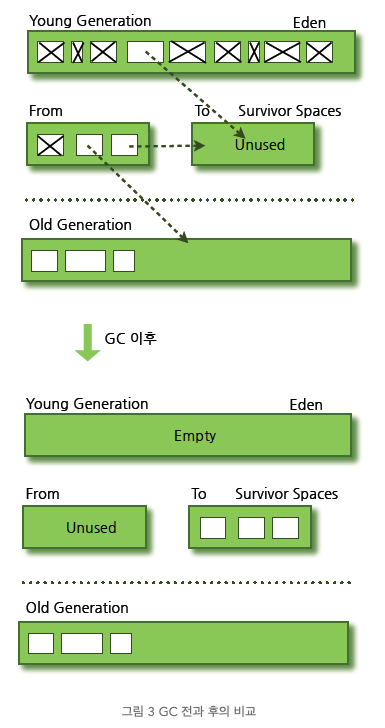 Young Generation Eden
From To Survivor Spaces
Unused
Old Generation
GC 이후
Young Generation Eden
Empty
From To Survivor Spaces
Unused
Old Generation
그림 3 GC 전과 후의 비교